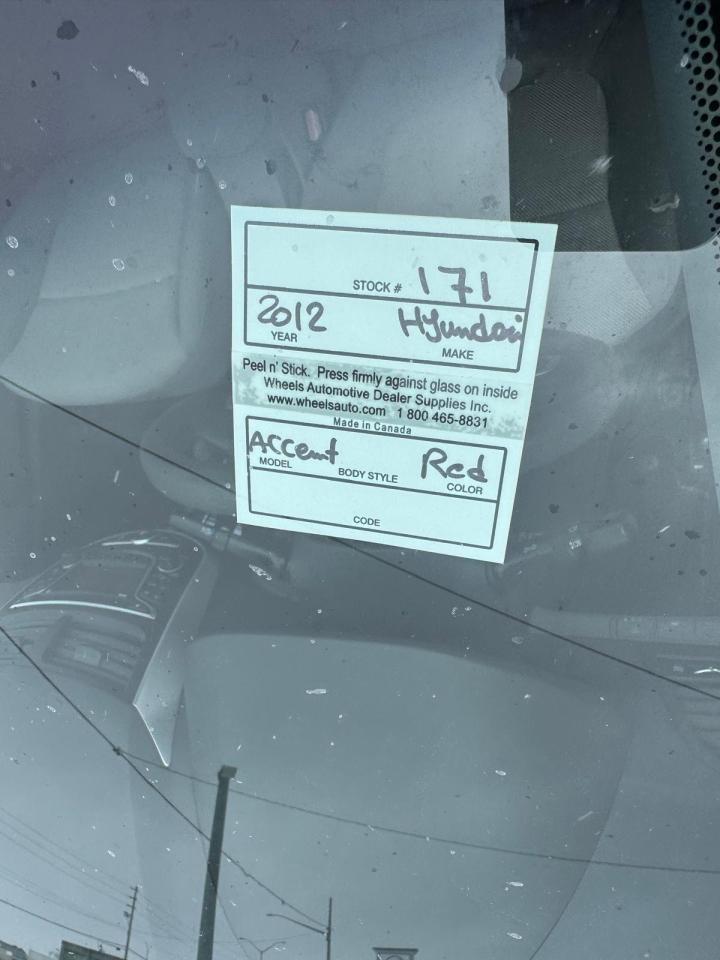 STOCK # 171
2012 Hyundai
YEAR MAKE
Peel n' Stick. Press firmly against glass on inside
Wheels Automotive Dealer Supplies Inc.
www.wheelsauto.com 1 800 465-8831
Made in Canada
Accent Red
MODEL BODY STYLE COLOR
CODE